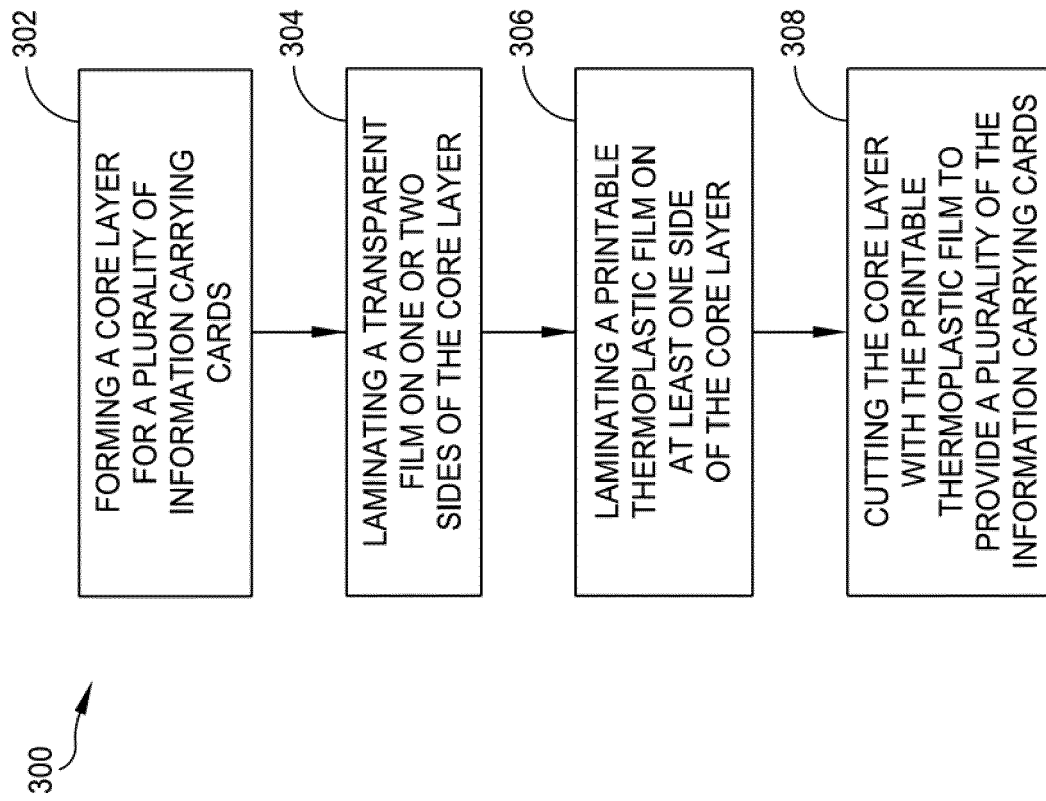 300
302
FORMING A CORE LAYER
FOR A PLURALITY OF
INFORMATION CARRYING
CARDS
304
LAMINATING A TRANSPARENT
FILM ON ONE OR TWO
SIDES OF THE CORE LAYER
306
LAMINATING A PRINTABLE
THERMOPLASTIC FILM ON
AT LEAST ONE SIDE
OF THE CORE LAYER
308
CUTTING THE CORE LAYER
WITH THE PRINTABLE
THERMOPLASTIC FILM TO
PROVIDE A PLURALITY OF THE
INFORMATION CARRYING CARDS